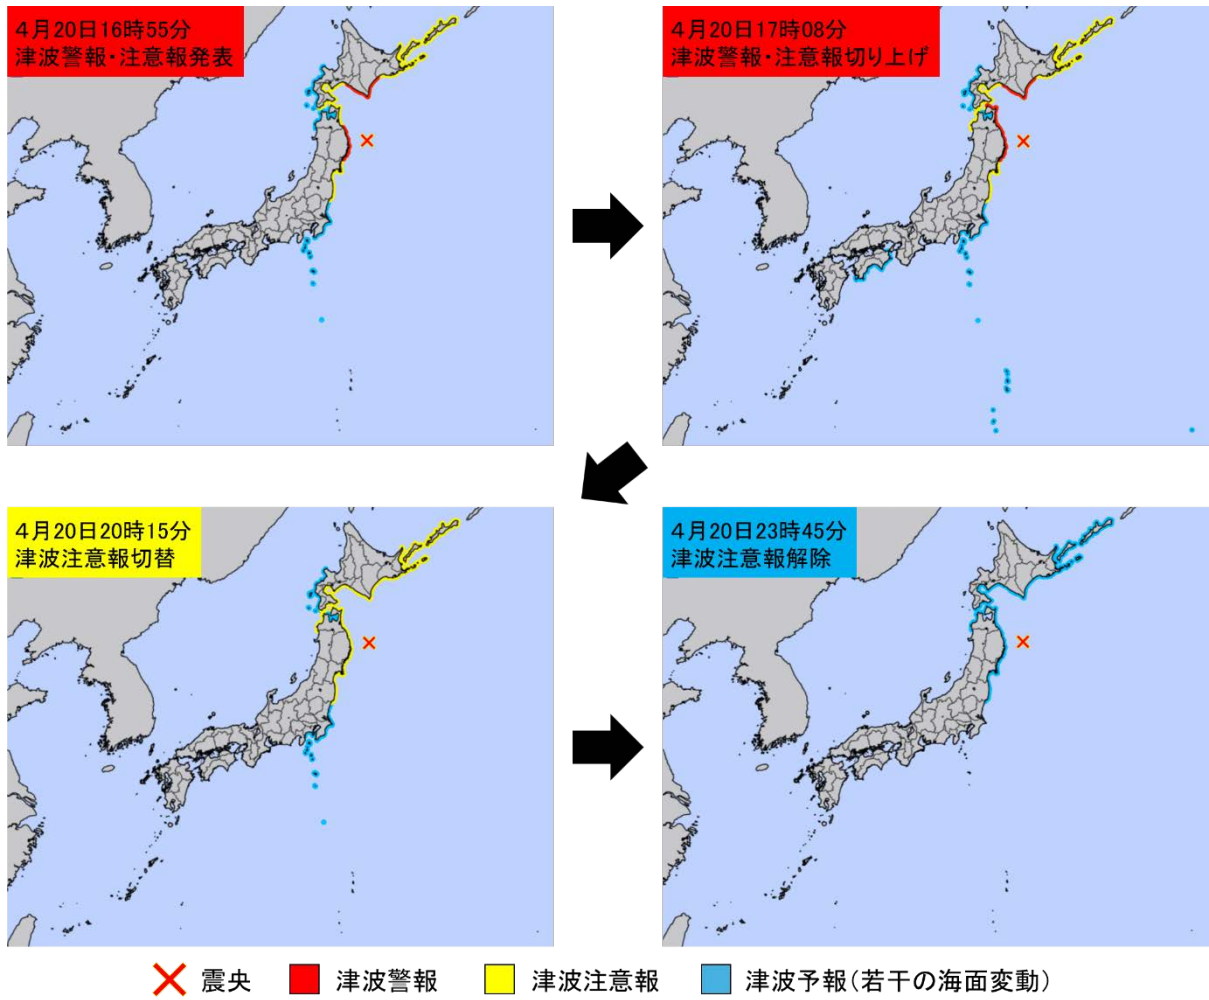 ４月20日16時55分
津波警報・注意報発表
４月20日17時08分
津波警報・注意報切り上げ
４月20日20時15分
津波注意報切替
４月20日23時45分
津波注意報解除
震央
津波警報
津波注意報
津波予報（若干の海面変動）